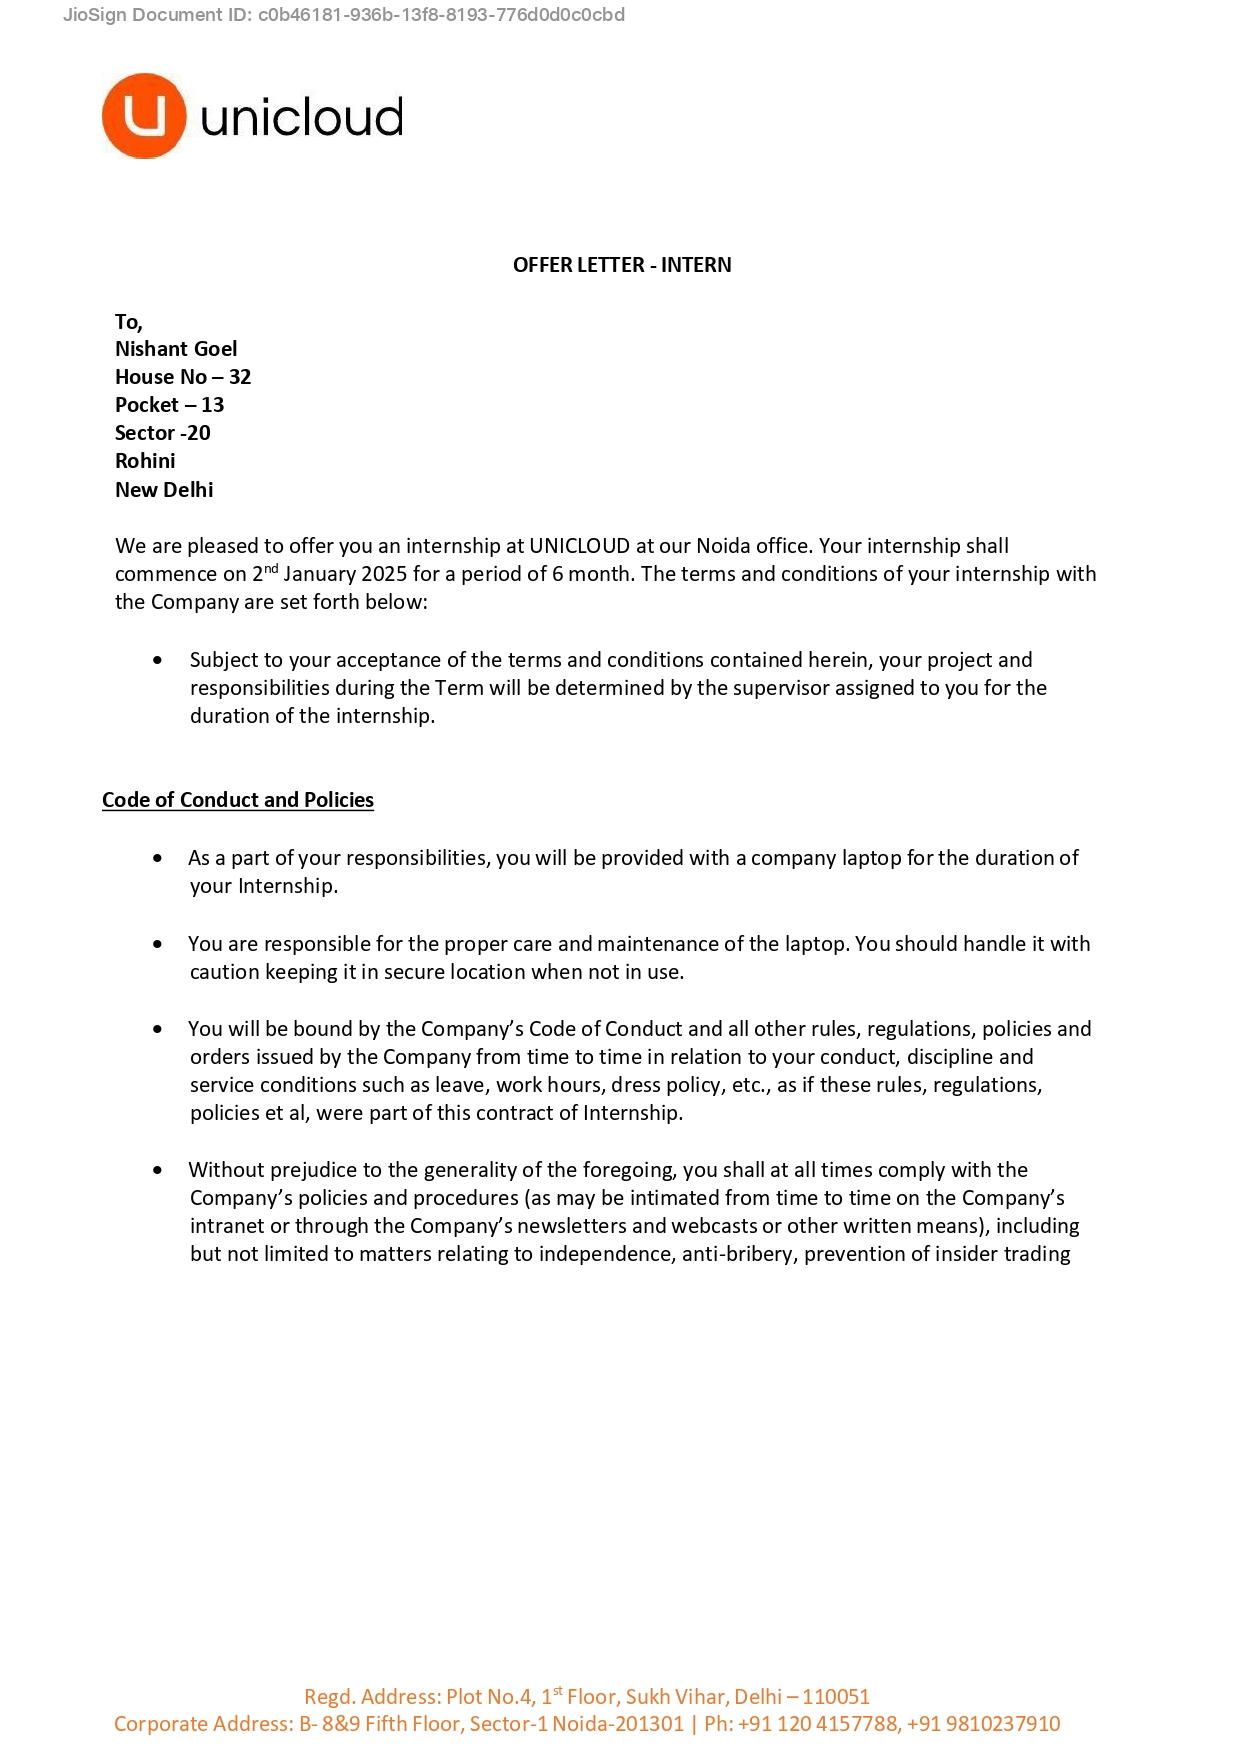 JioSign Document ID: c0b46181-936b-13f8-8193-776d0d0c0cbd
unicloud
OFFER LETTER - INTERN
To,
Nishant Goel
House No – 32
Pocket – 13
Sector -20
Rohini
New Delhi
We are pleased to offer you an internship at UNICLOUD at our Noida office. Your internship shall
commence on 2nd January 2025 for a period of 6 month. The terms and conditions of your internship with
the Company are set forth below:
• Subject to your acceptance of the terms and conditions contained herein, your project and
responsibilities during the Term will be determined by the supervisor assigned to you for the
duration of the internship.
Code of Conduct and Policies
• As a part of your responsibilities, you will be provided with a company laptop for the duration of
your Internship.
• You are responsible for the proper care and maintenance of the laptop. You should handle it with
caution keeping it in secure location when not in use.
• You will be bound by the Company’s Code of Conduct and all other rules, regulations, policies and
orders issued by the Company from time to time in relation to your conduct, discipline and
service conditions such as leave, work hours, dress policy, etc., as if these rules, regulations,
policies et al, were part of this contract of Internship.
• Without prejudice to the generality of the foregoing, you shall at all times comply with the
Company’s policies and procedures (as may be intimated from time to time on the Company’s
intranet or through the Company’s newsletters and webcasts or other written means), including
but not limited to matters relating to independence, anti-bribery, prevention of insider trading
Regd. Address: Plot No.4, 1st Floor, Sukh Vihar, Delhi – 110051
Corporate Address: B- 8&9 Fifth Floor, Sector-1 Noida-201301 | Ph: +91 120 4157788, +91 9810237910